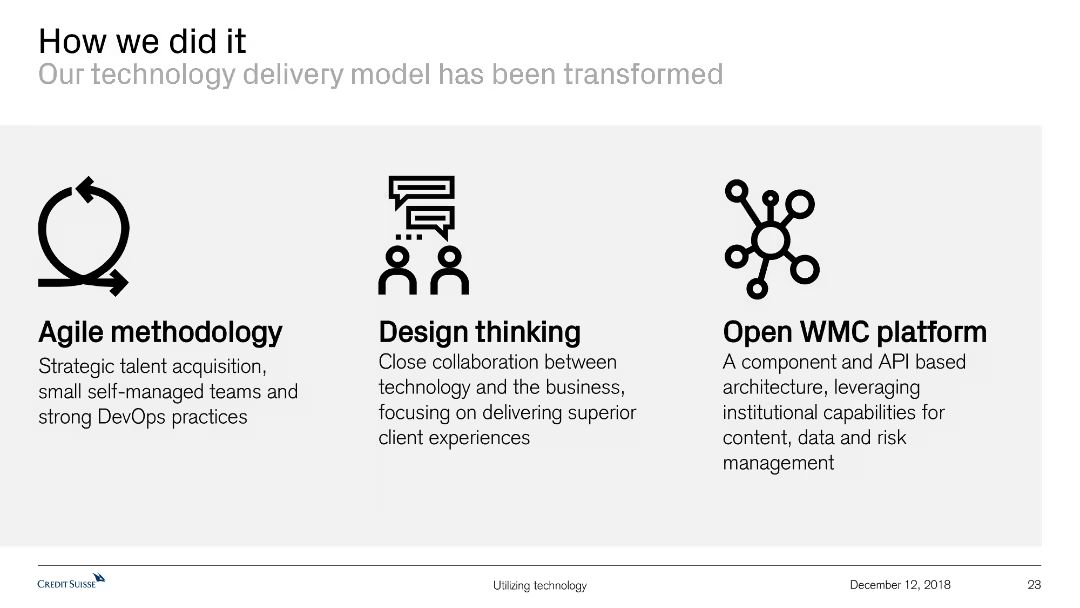 How we did it
Our technology delivery model has been transformed
Agile methodology
Strategic talent acquisition,
small self-managed teams and
strong DevOps practices
Design thinking
Close collaboration between
technology and the business,
focusing on delivering superior
client experiences
Open WMC platform
A component and API based
architecture, leveraging
institutional capabilities for
content, data and risk
management
CREDIT SUISSE
Utilizing technology
December 12, 2018
23